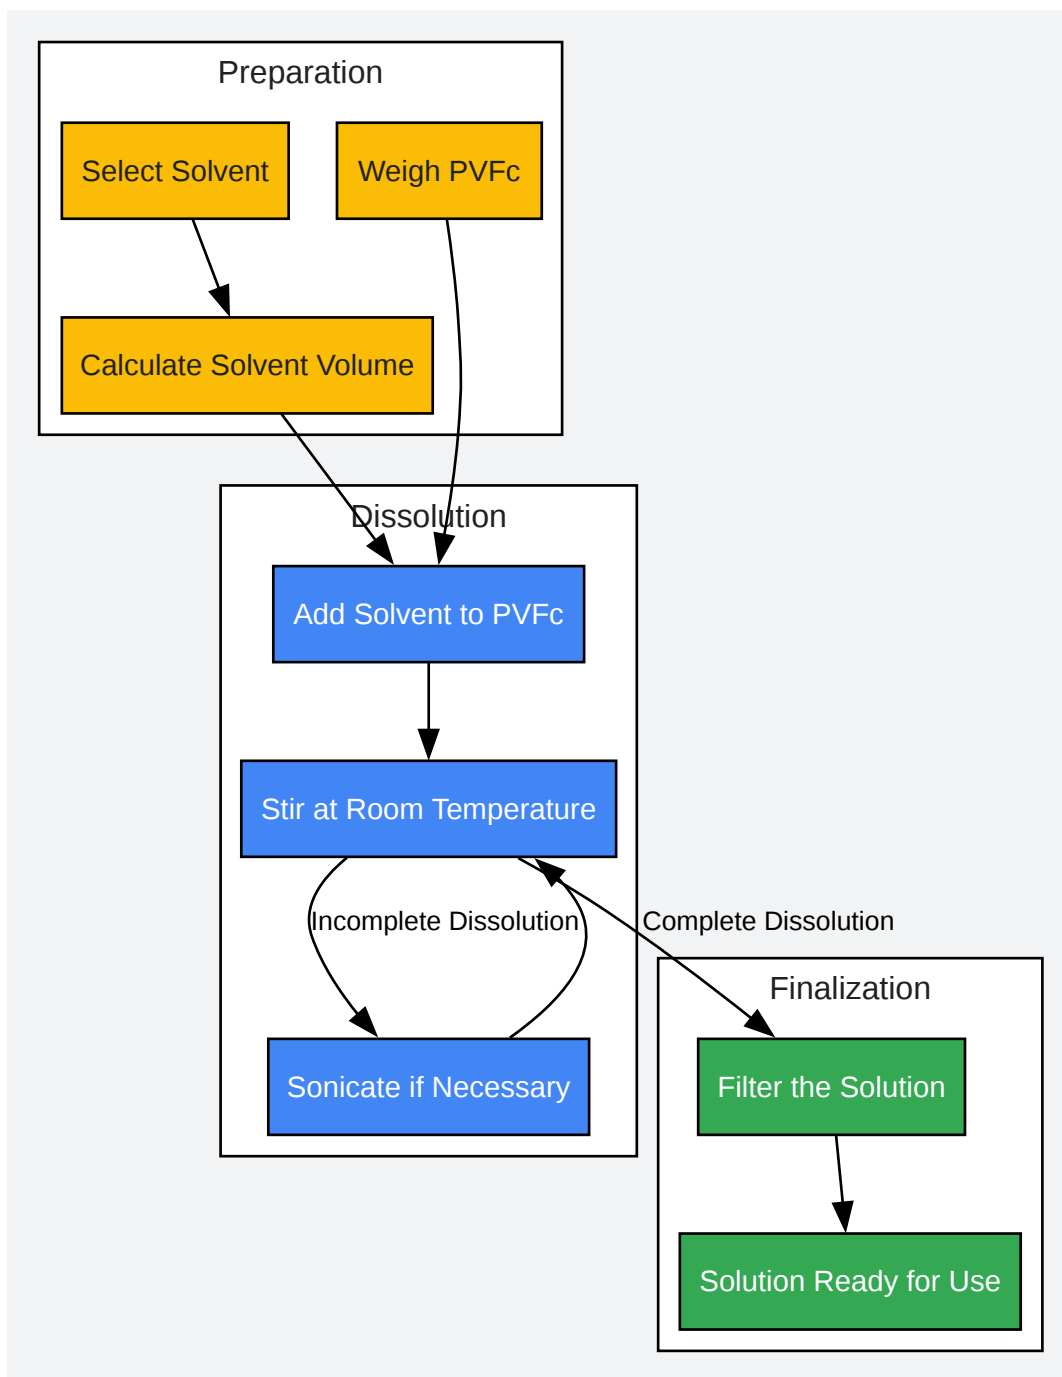 Preparation
Select Solvent
Weigh PVFc
Calculate Solvent Volume
Dissolution
Add Solvent to PVFc
Stir at Room Temperature
Incomplete Dissolution
Complete Dissolution
Finalization
Sonicate if Necessary
Filter the Solution
Solution Ready for Use